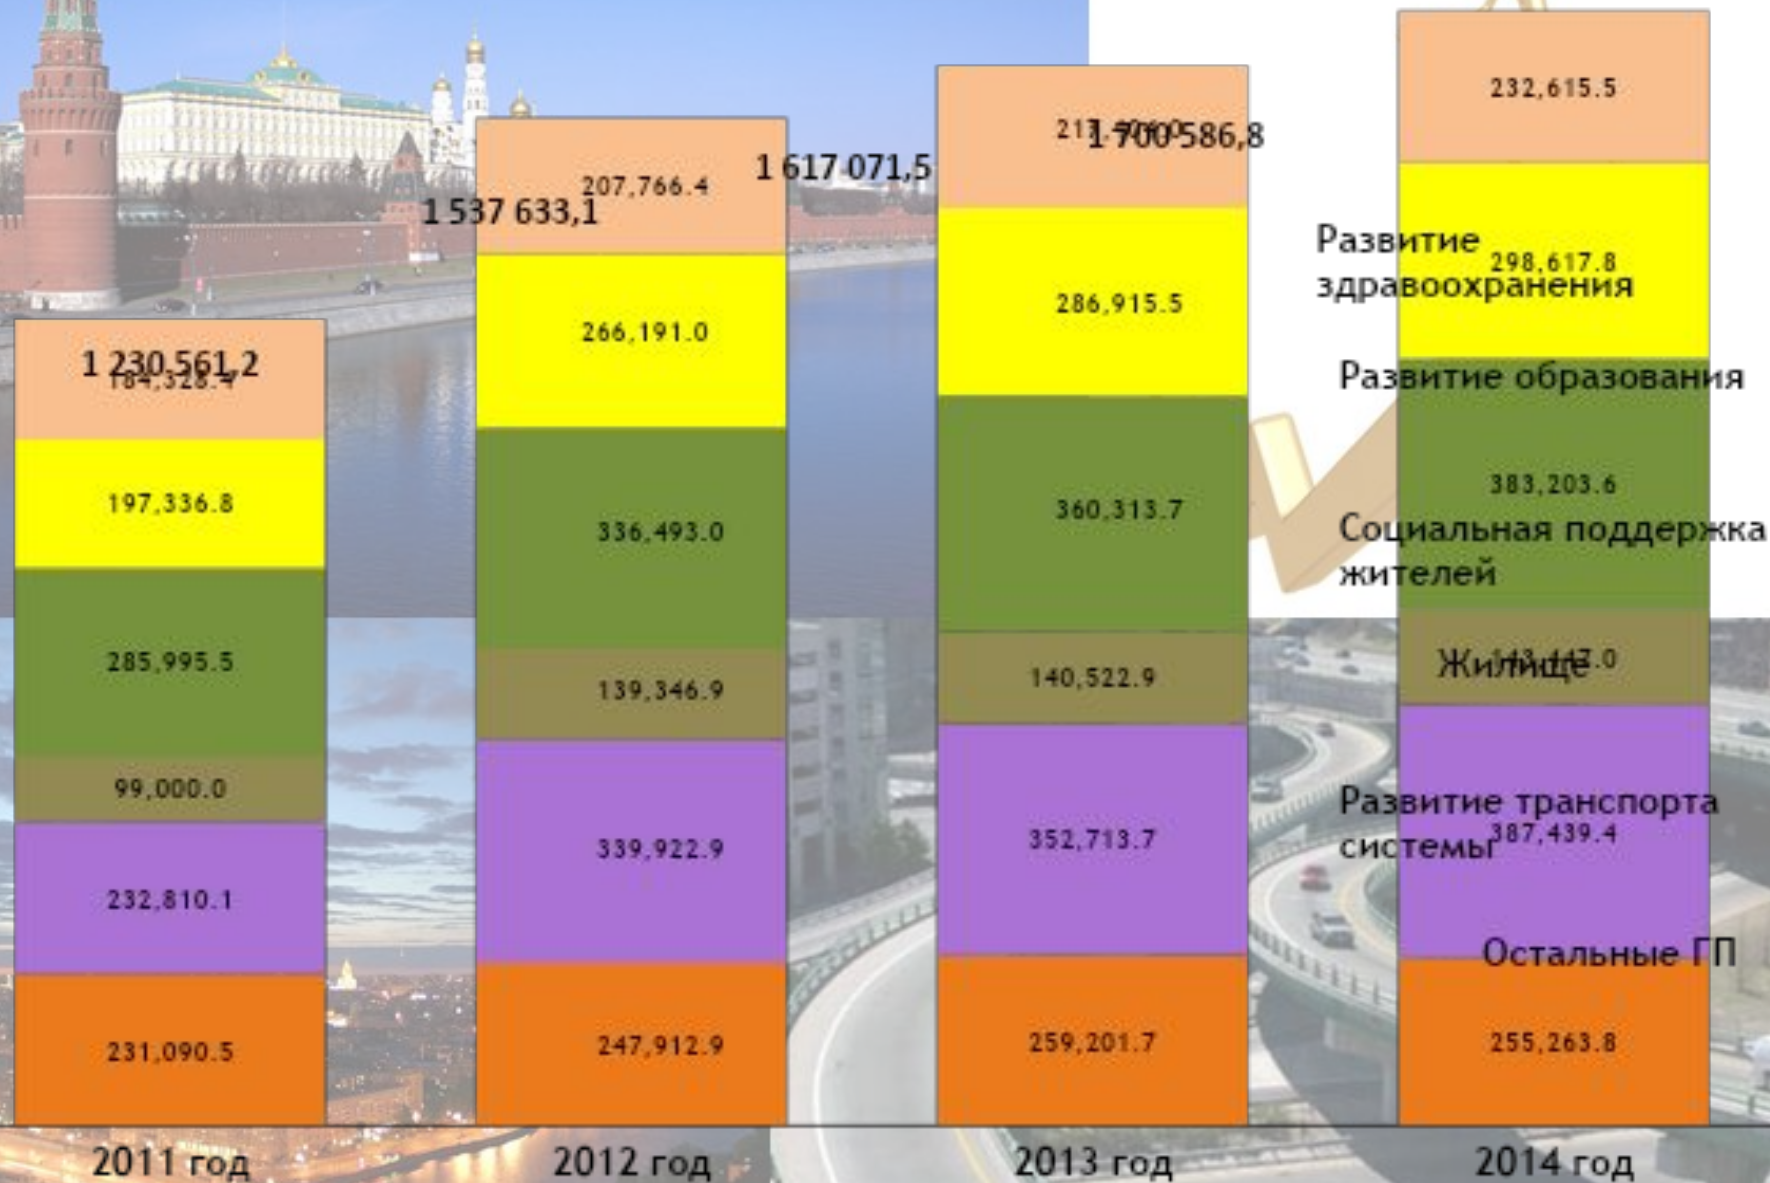 232,615.5
1 700 586,8
1 617 071,5
207,766.4
1 537 633,1
Развитие
здравоохранения
298,617.8
286,915.5
266,191.0
1 230,561,2
184,328.4
Развитие образования
197,336.8
383,203.6
360,313.7
336,493.0
Социальная поддержка
жителей
285,995.5
Жилище
140,522.9
139,346.9
99,000.0
Развитие транспорта
системы
387,439.4
352,713.7
339,922.9
232,810.1
Остальные ГП
231,090.5
247,912.9
259,201.7
255,263.8
2011 год
2012 год
2013 год
2014 год